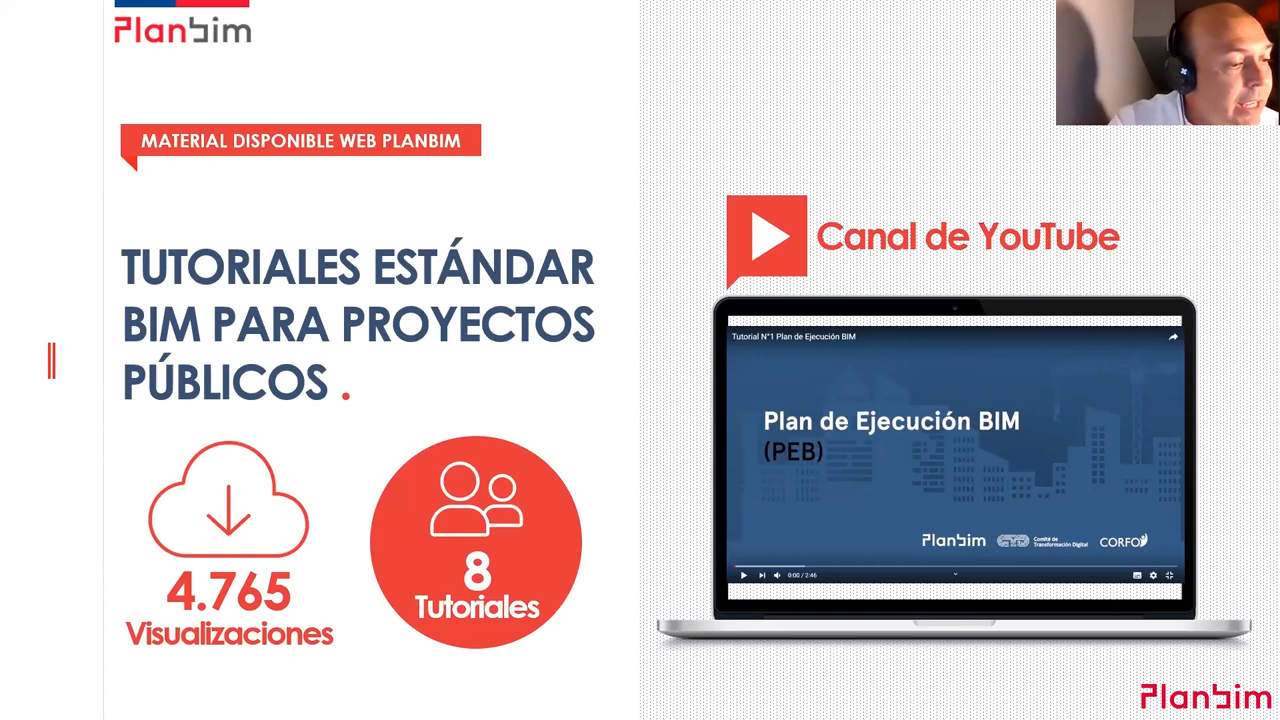 Planbim
MATERIAL DISPONIBLE WEB PLANBIM
TUTORIALES ESTÁNDAR
BIM PARA PROYECTOS
PÚBLICOS .
4.765
Visualizaciones
8
Tutoriales
Canal de YouTube
Tutorial N°1 Plan de Ejecución BIM
Plan de Ejecución BIM
(PEB)
Planbim
Comité de
Transformación Digital
CORFO
0:00 / 2:46
Planbim